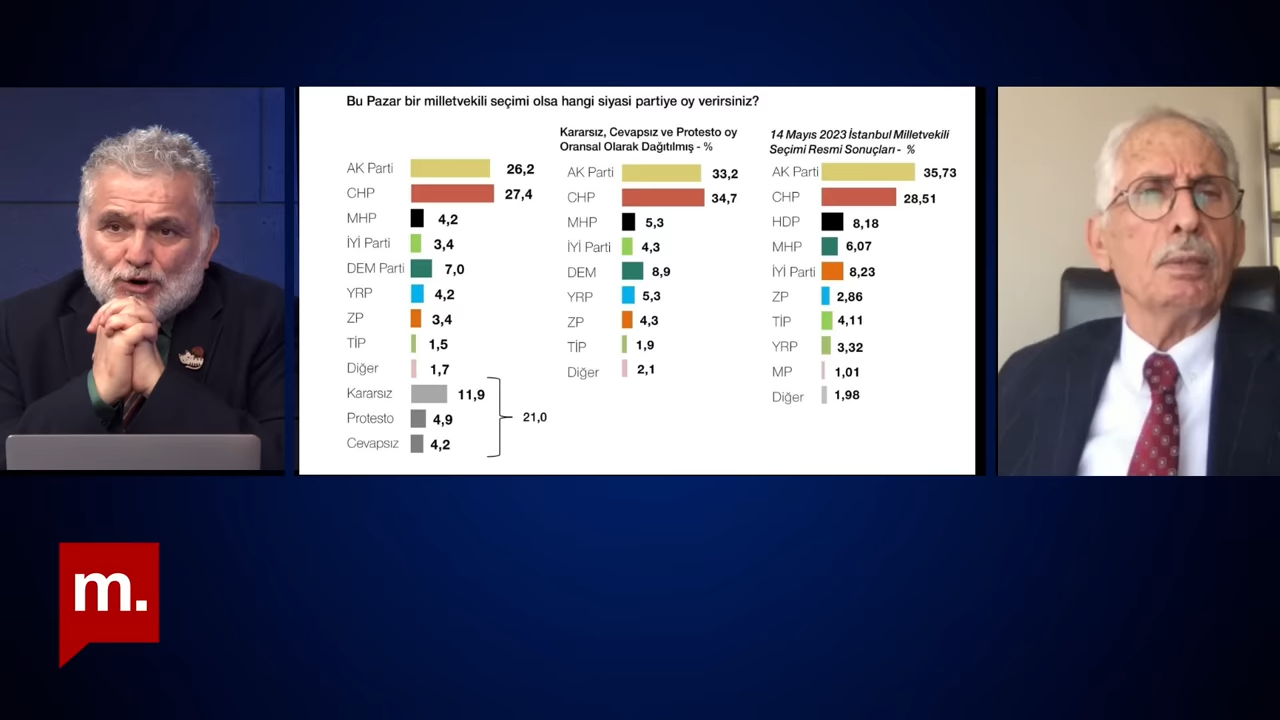 Bu Pazar bir milletvekili seçimi olsa hangi siyasi partiye oy verirsiniz?
AK Parti 26,2
CHP 27,4
MHP 4,2
İYİ Parti 3,4
DEM Parti 7,0
YRP 4,2
ZP 3,4
TİP 1,5
Diğer 1,7
Kararsız 11,9
Protesto 4,9
Cevapsız 4,2
21,0
Kararsız, Cevapsız ve Protesto oy
Oransal Olarak Dağıtılmış - %
AK Parti 33,2
CHP 34,7
MHP 5,3
İYİ Parti 4,3
DEM 8,9
YRP 5,3
ZP 4,3
TİP 1,9
Diğer 2,1
14 Mayıs 2023 İstanbul Milletvekili
Seçimi Resmi Sonuçları - %
AK Parti 35,73
CHP 28,51
HDP 8,18
MHP 6,07
İYİ Parti 8,23
ZP 2,86
TİP 4,11
YRP 3,32
MP 1,01
Diğer 1,98
m.